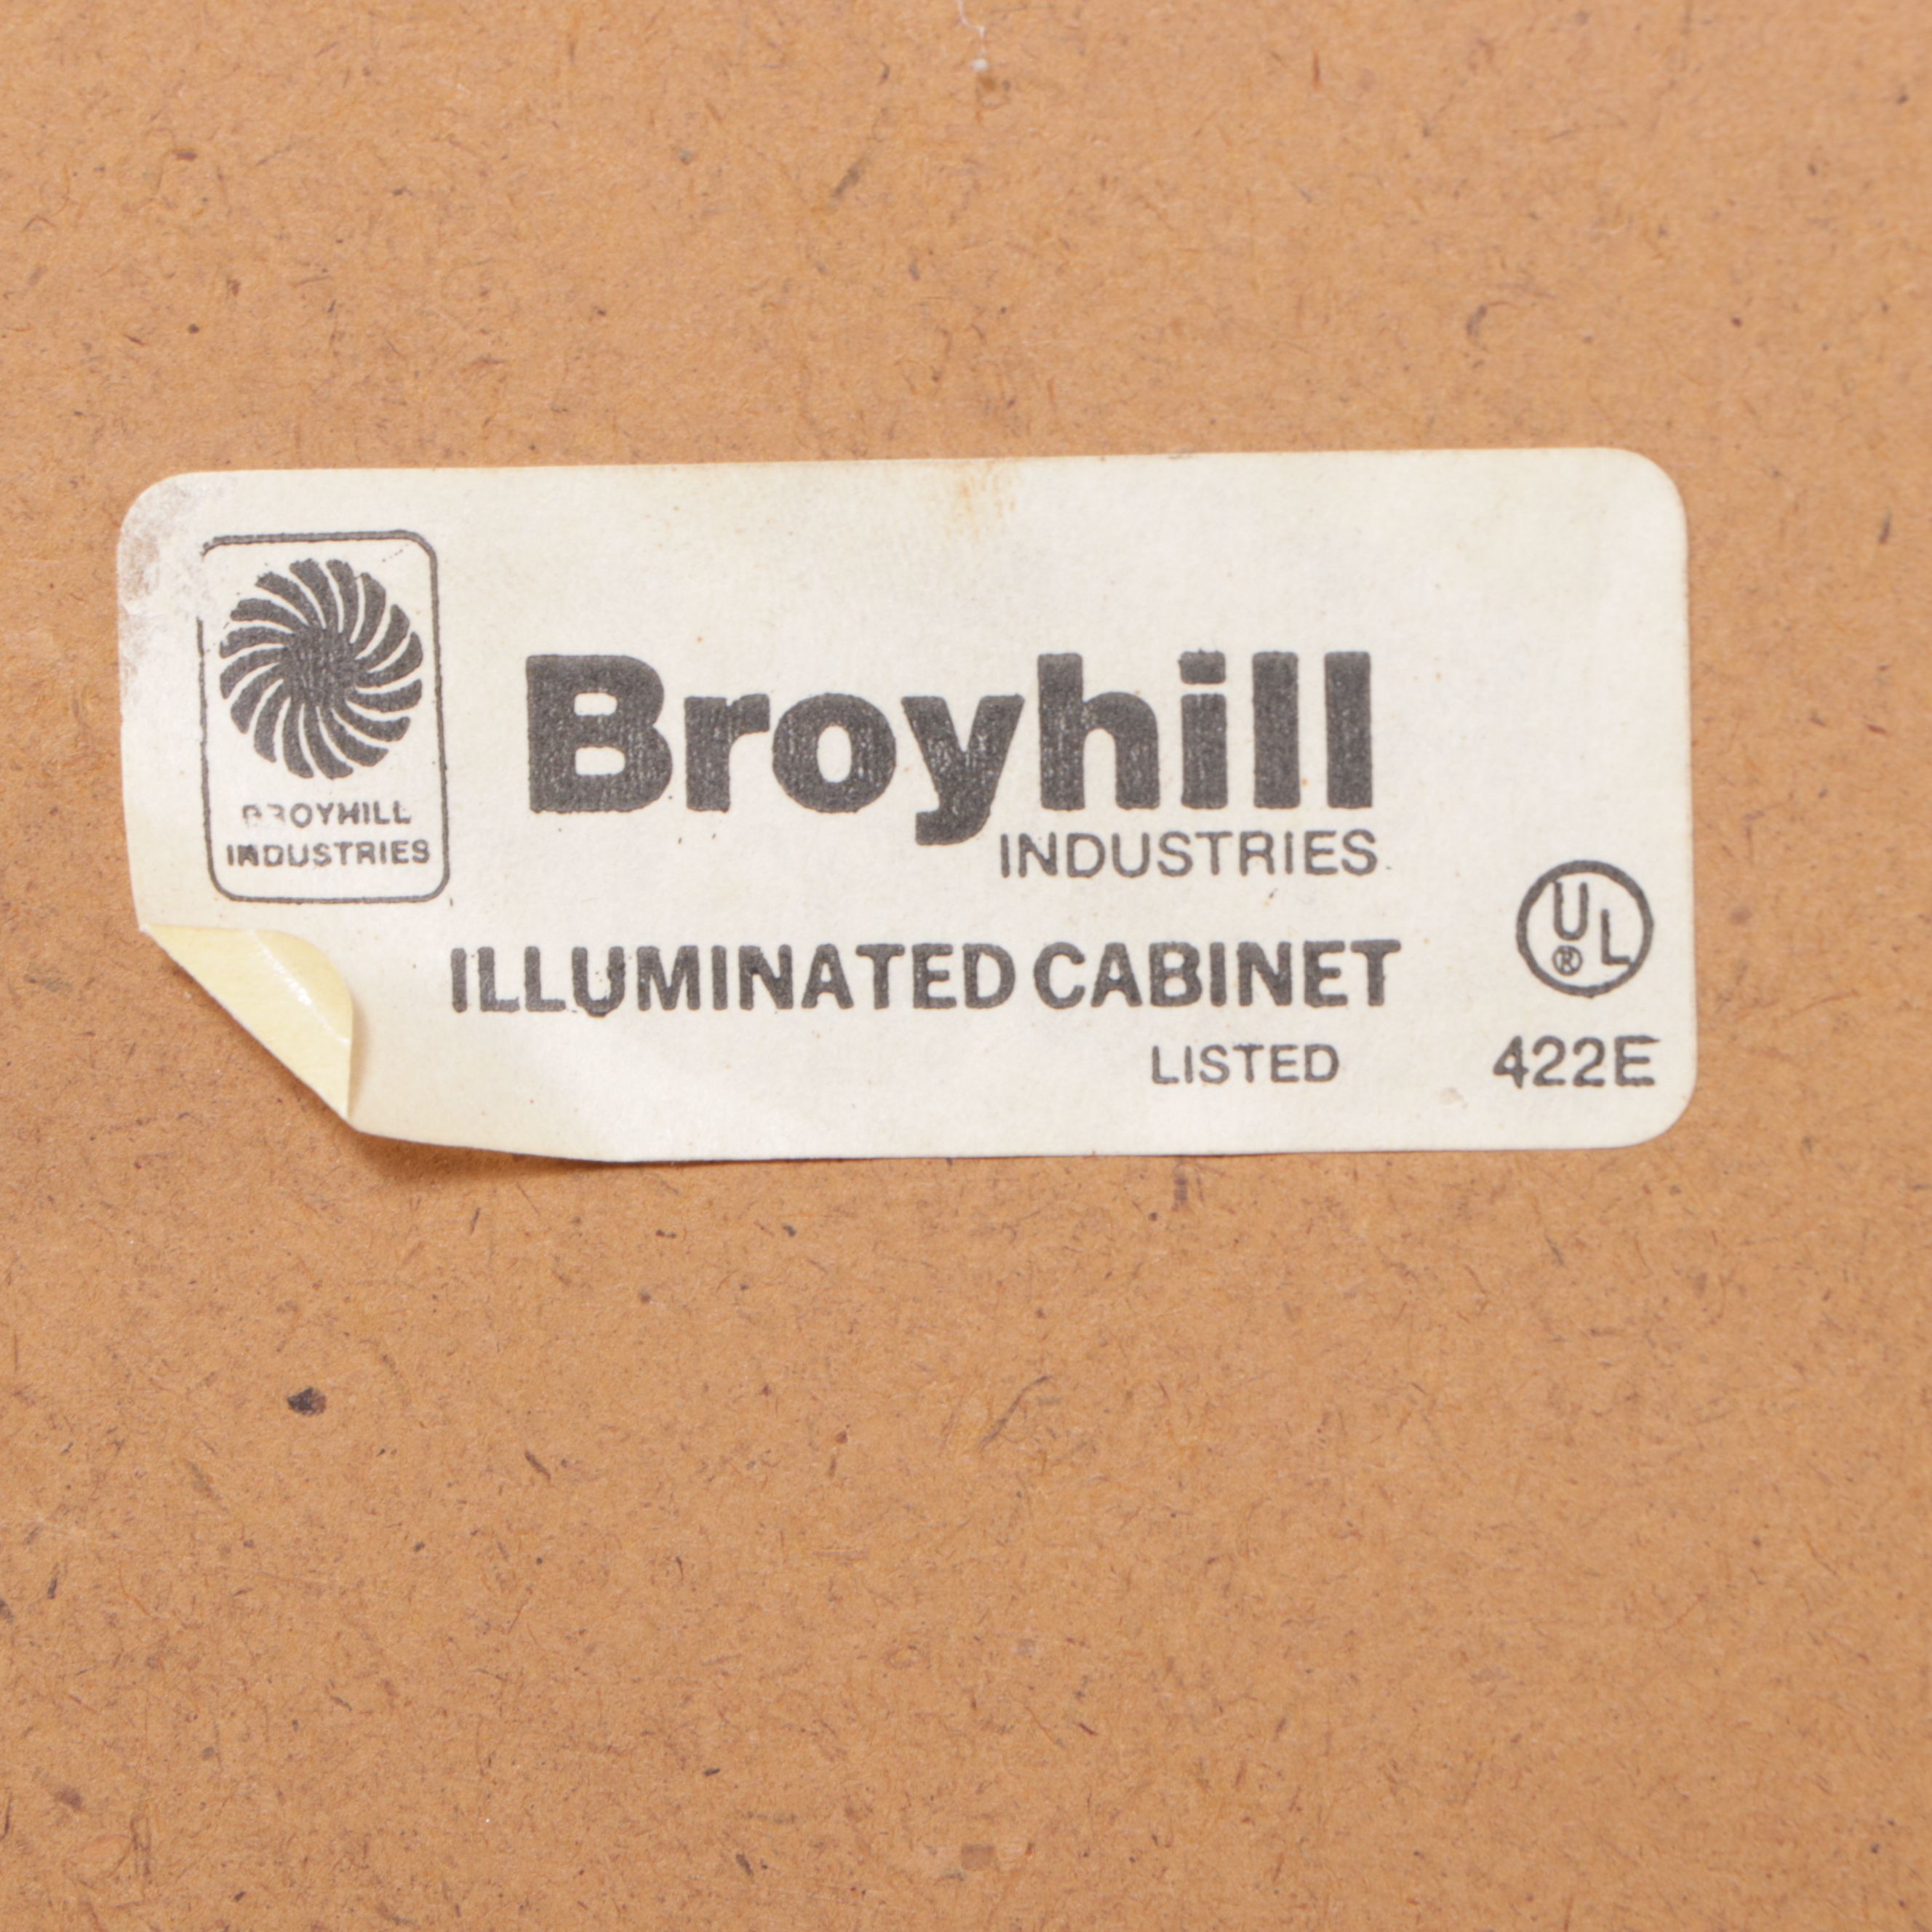 BROYHILL
INDUSTRIES
Broyhill
INDUSTRIES
ILLUMINATED CABINET
LISTED
UL
®
422E